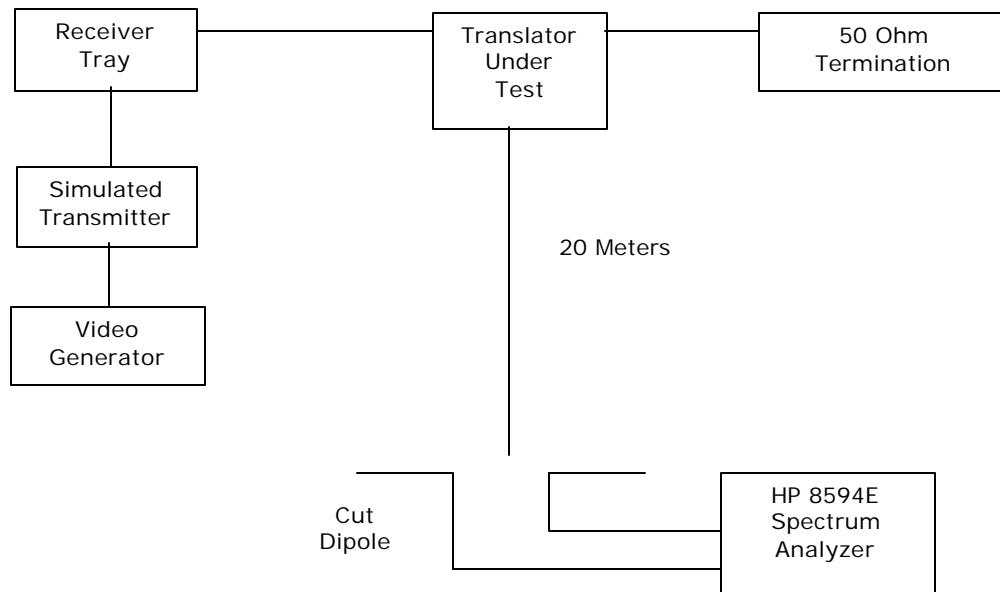 Receiver
Tray
Translator
Under
Test
50 Ohm
Termination
Simulated
Transmitter
20 Meters
Video
Generator
Cut
Dipole
HP 8594E
Spectrum
Analyzer